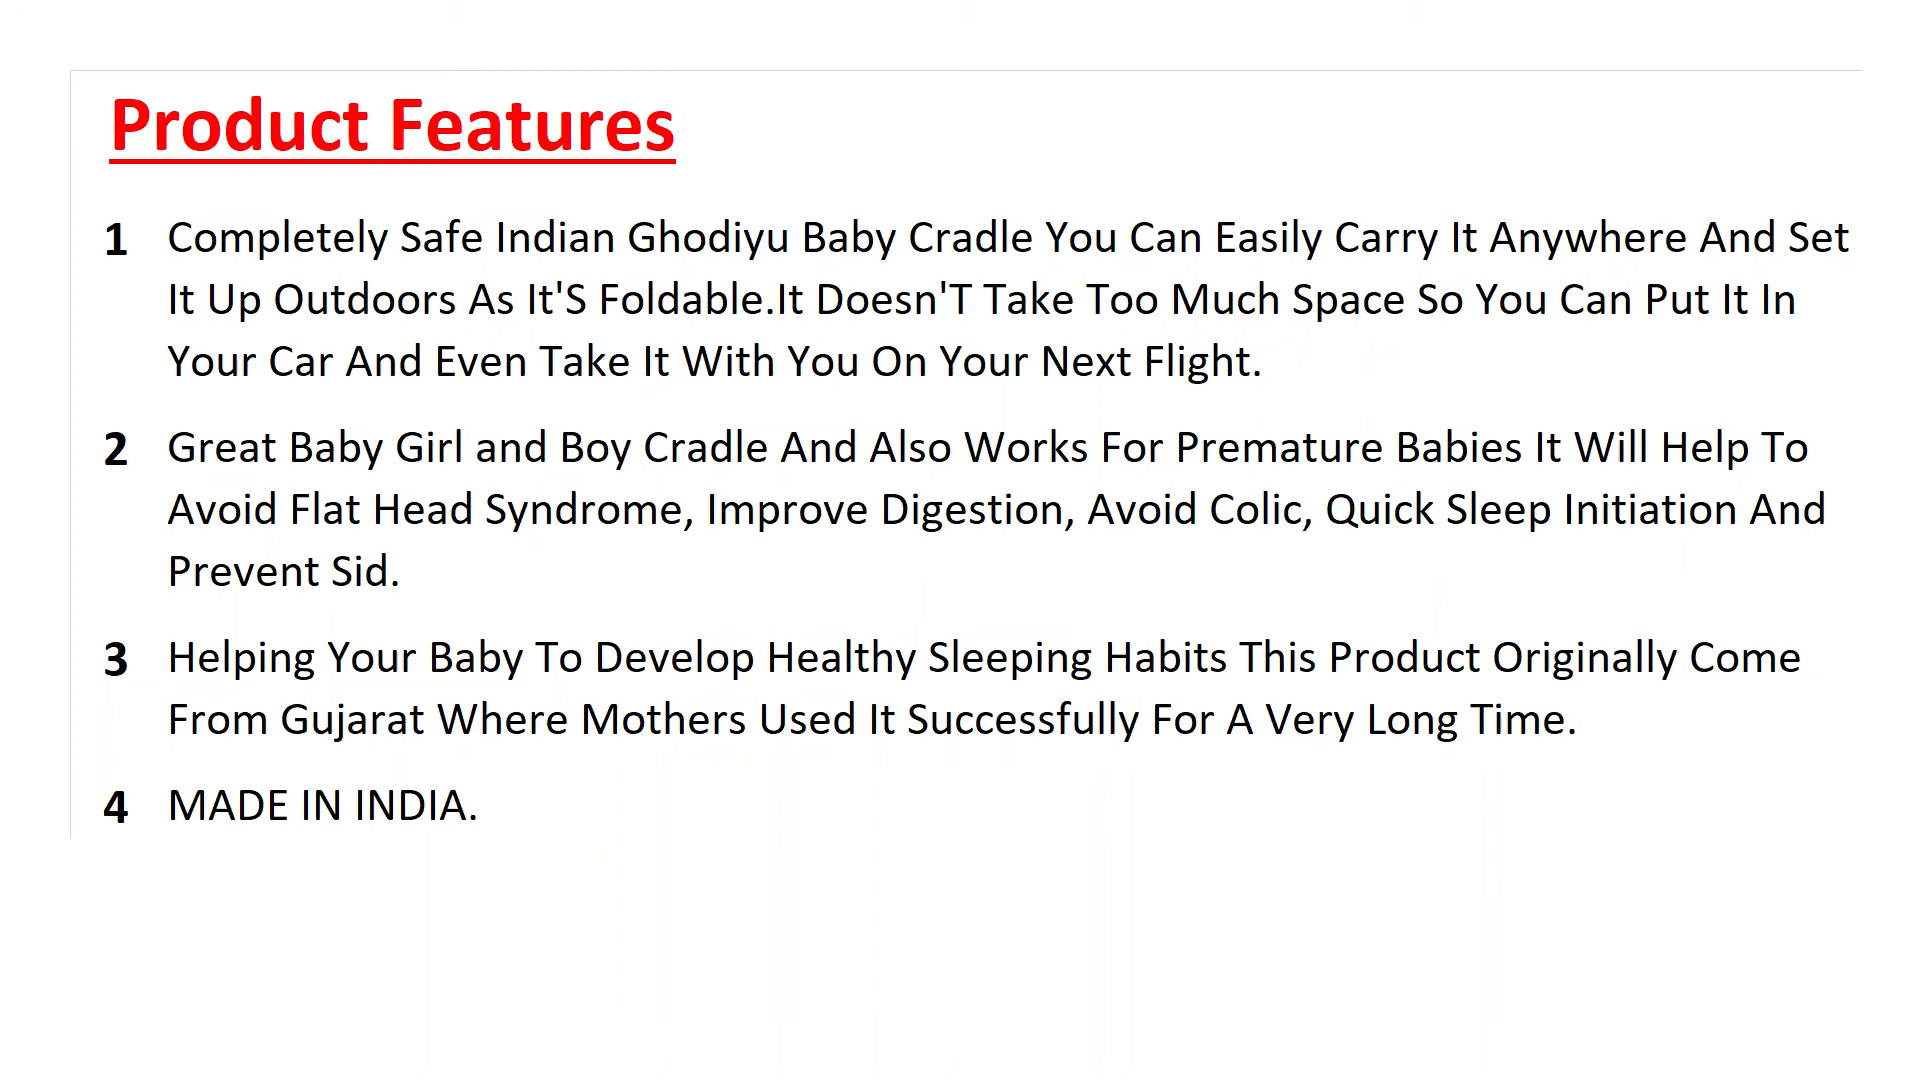 Product Features
1 Completely Safe Indian Ghodiyu Baby Cradle You Can Easily Carry It Anywhere And Set
It Up Outdoors As It'S Foldable.It Doesn'T Take Too Much Space So You Can Put It In
Your Car And Even Take It With You On Your Next Flight.
2 Great Baby Girl and Boy Cradle And Also Works For Premature Babies It Will Help To
Avoid Flat Head Syndrome, Improve Digestion, Avoid Colic, Quick Sleep Initiation And
Prevent Sid.
3 Helping Your Baby To Develop Healthy Sleeping Habits This Product Originally Come
From Gujarat Where Mothers Used It Successfully For A Very Long Time.
4 MADE IN INDIA.